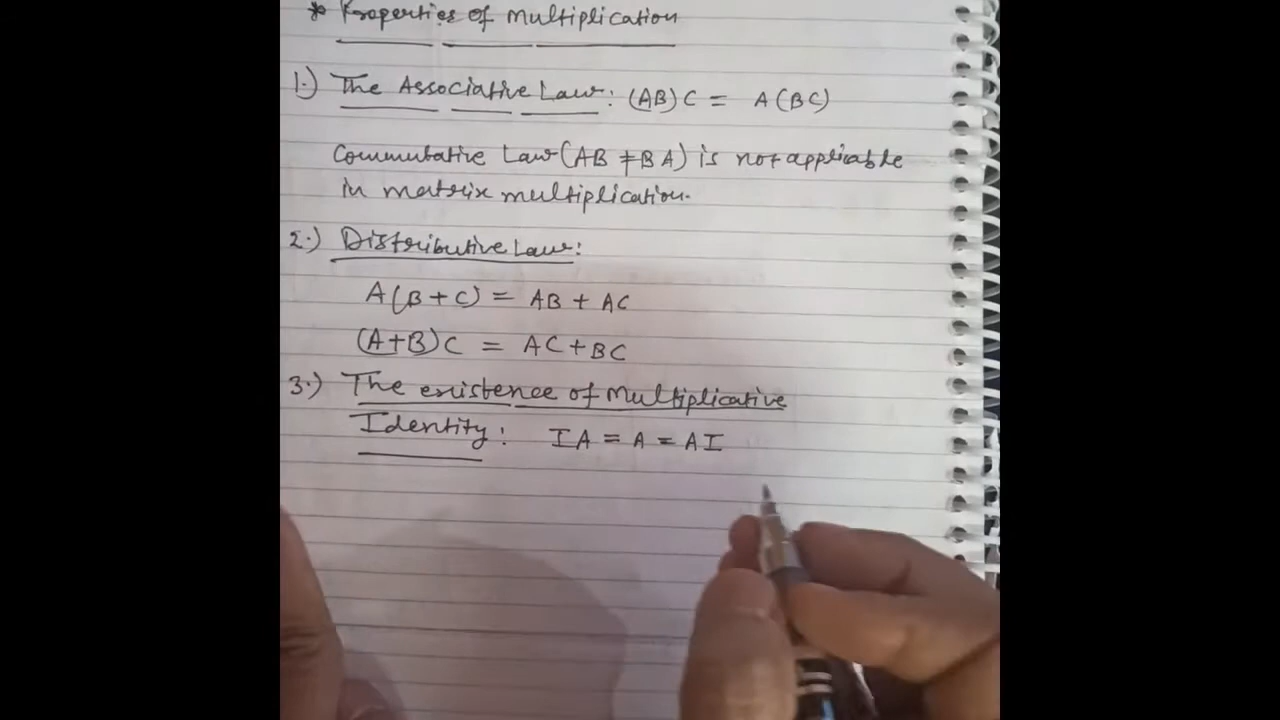 * Properties of Multiplication
1.) The Associative Law: (AB)C = A(BC)
Commutative Law (AB ≠ BA) is not applicable
in matrix multiplication.
2.) Distributive Law:
A(B+C) = AB + AC
(A+B)C = AC+BC
3.) The existence of Multiplicative
Identity: IA = A = AI